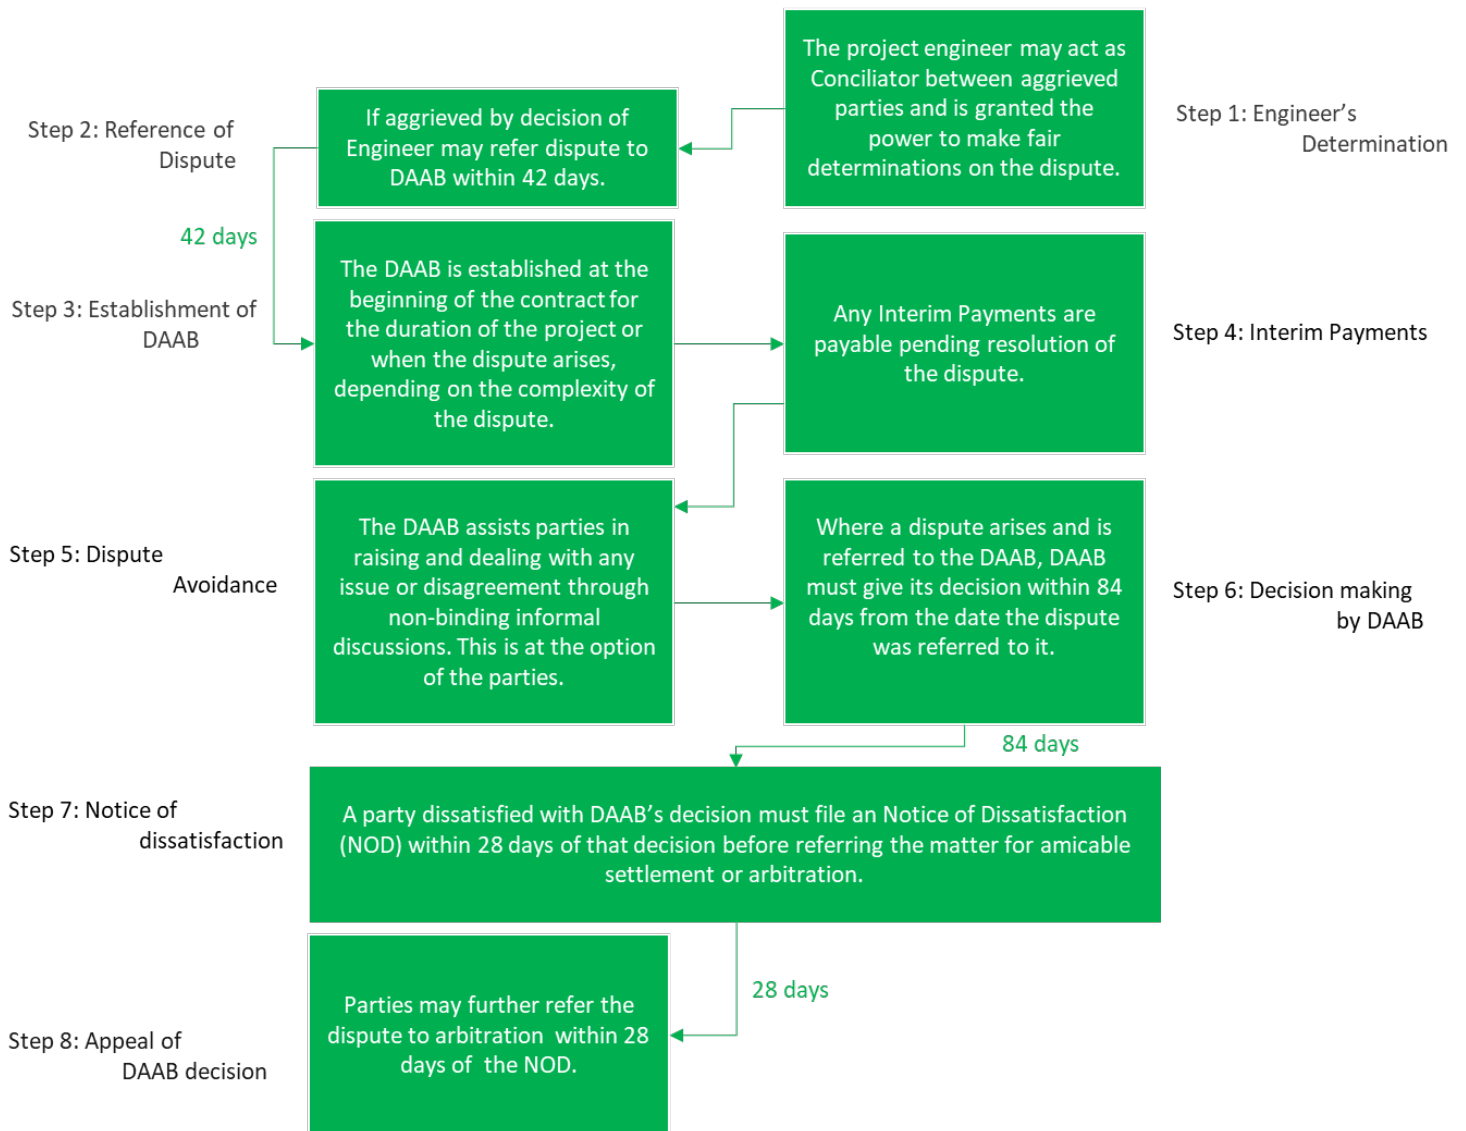 Step 1: Engineer’s
Determination
The project engineer may act as
Conciliator between aggrieved
parties and is granted the
power to make fair
determinations on the dispute.
Step 2: Reference of
Dispute
If aggrieved by decision of
Engineer may refer dispute to
DAAB within 42 days.
42 days
Step 3: Establishment of
DAAB
The DAAB is established at the
beginning of the contract for
the duration of the project or
when the dispute arises,
depending on the complexity of
the dispute.
Any Interim Payments are
payable pending resolution of
the dispute.
Step 4: Interim Payments
Step 5: Dispute
Avoidance
The DAAB assists parties in
raising and dealing with any
issue or disagreement through
non-binding informal
discussions. This is at the option
of the parties.
Where a dispute arises and is
referred to the DAAB, DAAB
must give its decision within 84
days from the date the dispute
was referred to it.
Step 6: Decision making
by DAAB
84 days
Step 7: Notice of
dissatisfaction
A party dissatisfied with DAAB’s decision must file an Notice of Dissatisfaction
(NOD) within 28 days of that decision before referring the matter for amicable
settlement or arbitration.
28 days
Step 8: Appeal of
DAAB decision
Parties may further refer the
dispute to arbitration within 28
days of the NOD.